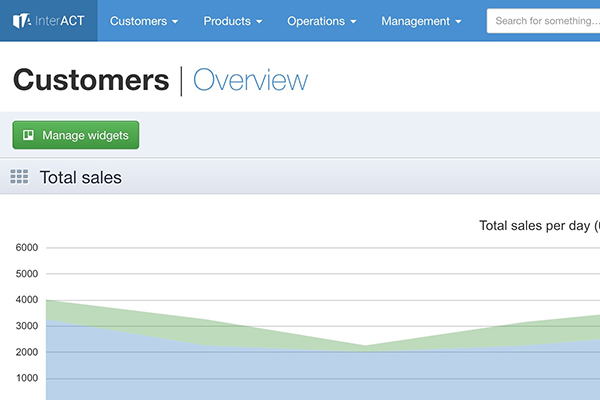 InterACT Customers Products Operations Management Search for something...
Customers | Overview
Manage widgets
Total sales
Total sales per day (
6000
5000
4000
3000
2000
1000